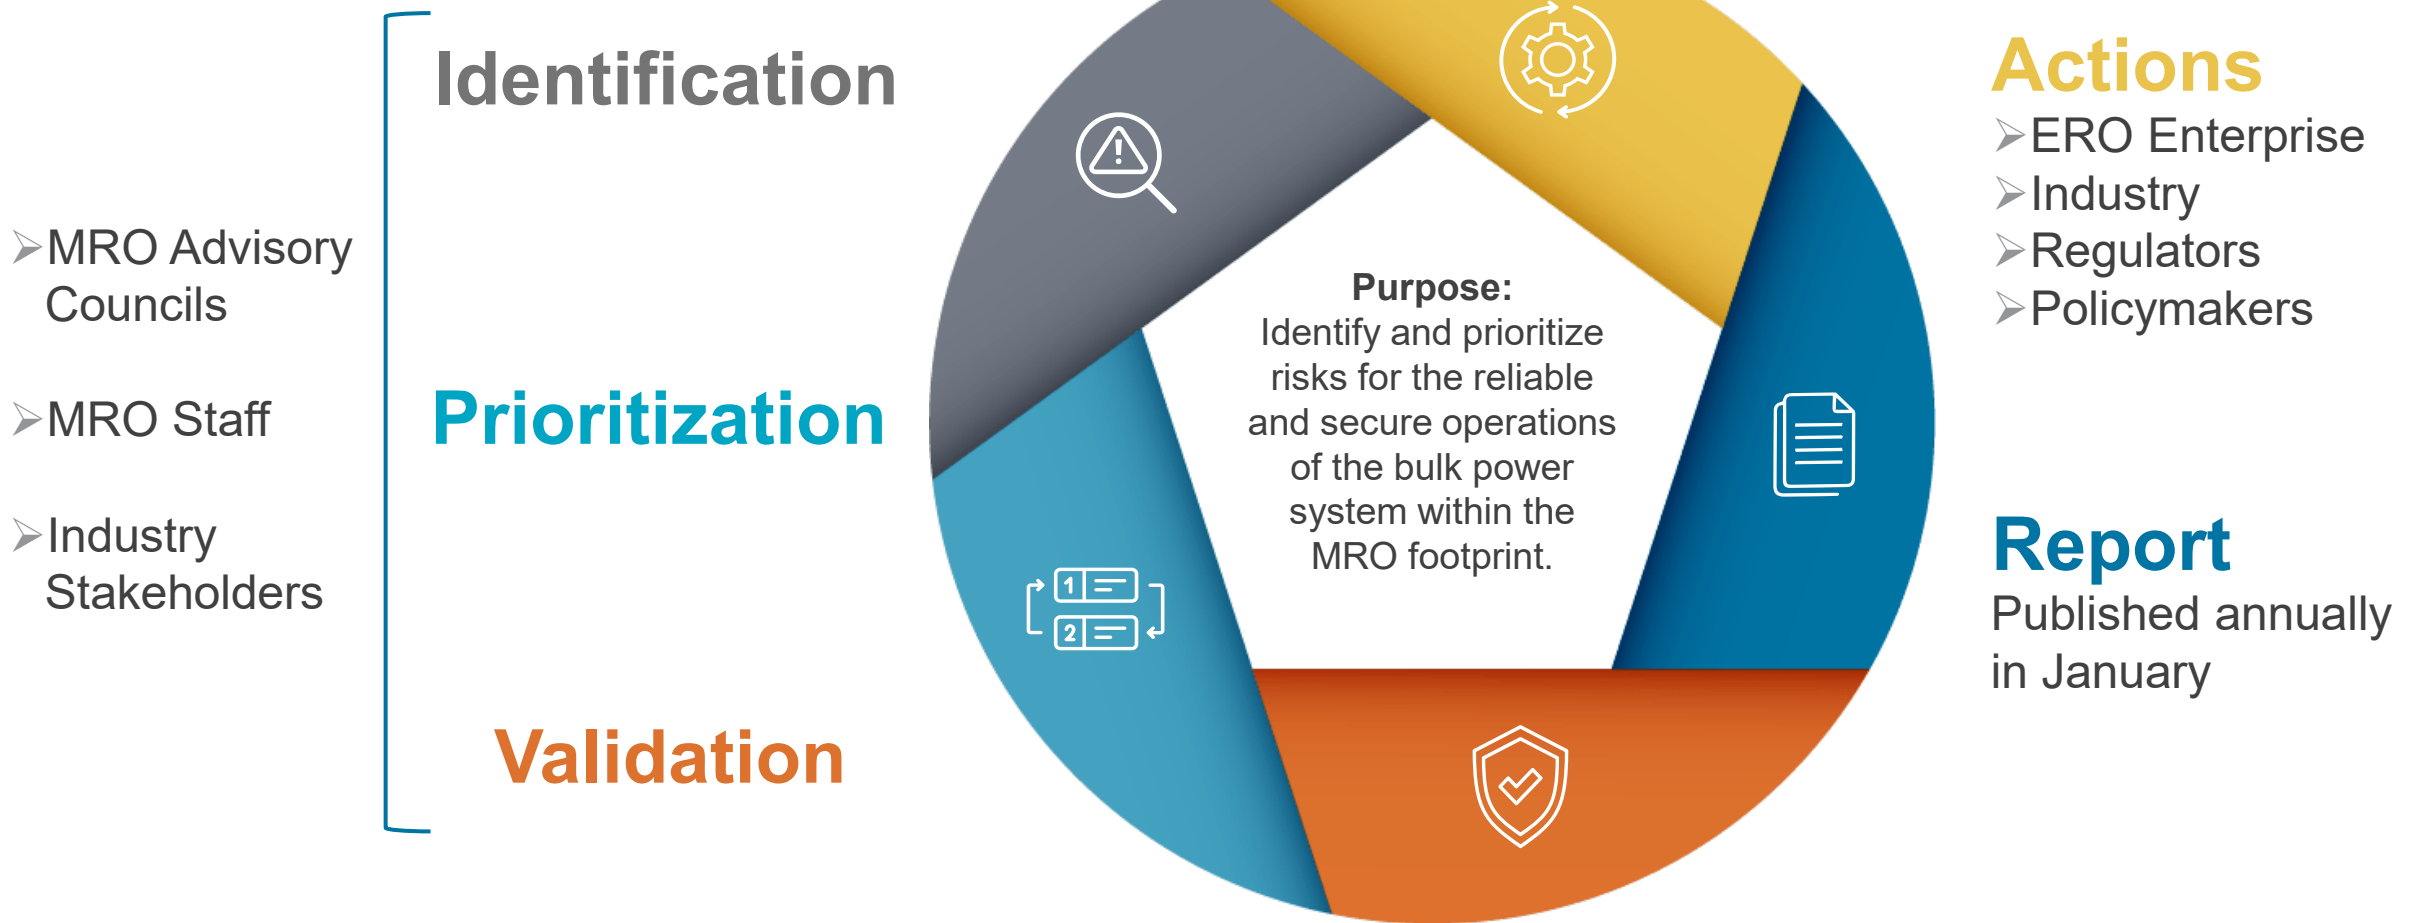 ➢MRO Advisory
Councils
➢MRO Staff
➢Industry
Stakeholders
Identification
Prioritization
Validation
1
2
Purpose:
Identify and prioritize
risks for the reliable
and secure operations
of the bulk power
system within the
MRO footprint.
Actions
➢ERO Enterprise
➢Industry
➢Regulators
➢Policymakers
Report
Published annually
in January